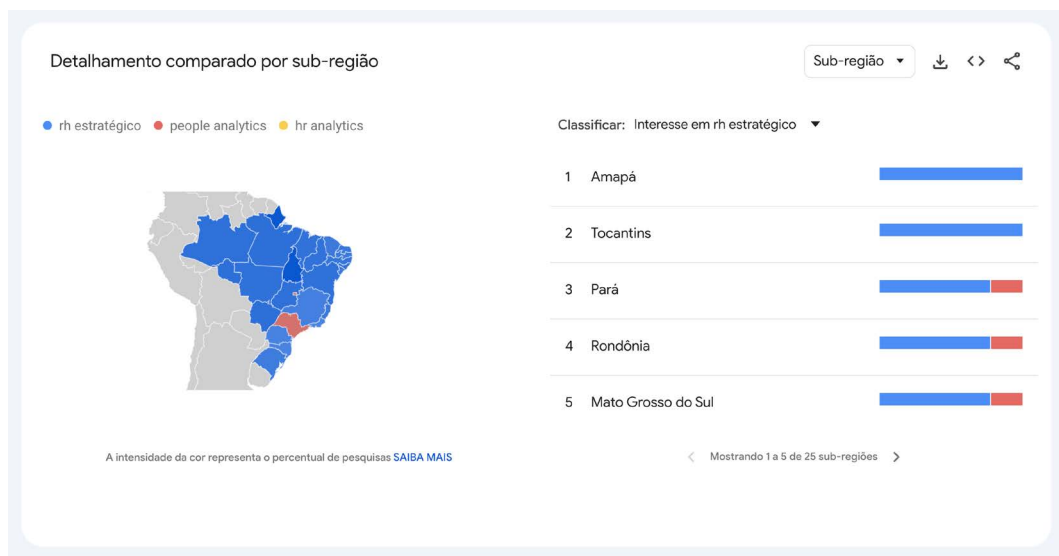 Detalhamento comparado por sub-região
Sub-região
rh estratégico people analytics hr analytics
Classificar: Interesse em rh estratégico
1 Amapá
2 Tocantins
3 Pará
4 Rondônia
5 Mato Grosso do Sul
A intensidade da cor representa o percentual de pesquisas SAIBA MAIS
Mostrando 1 a 5 de 25 sub-regiões